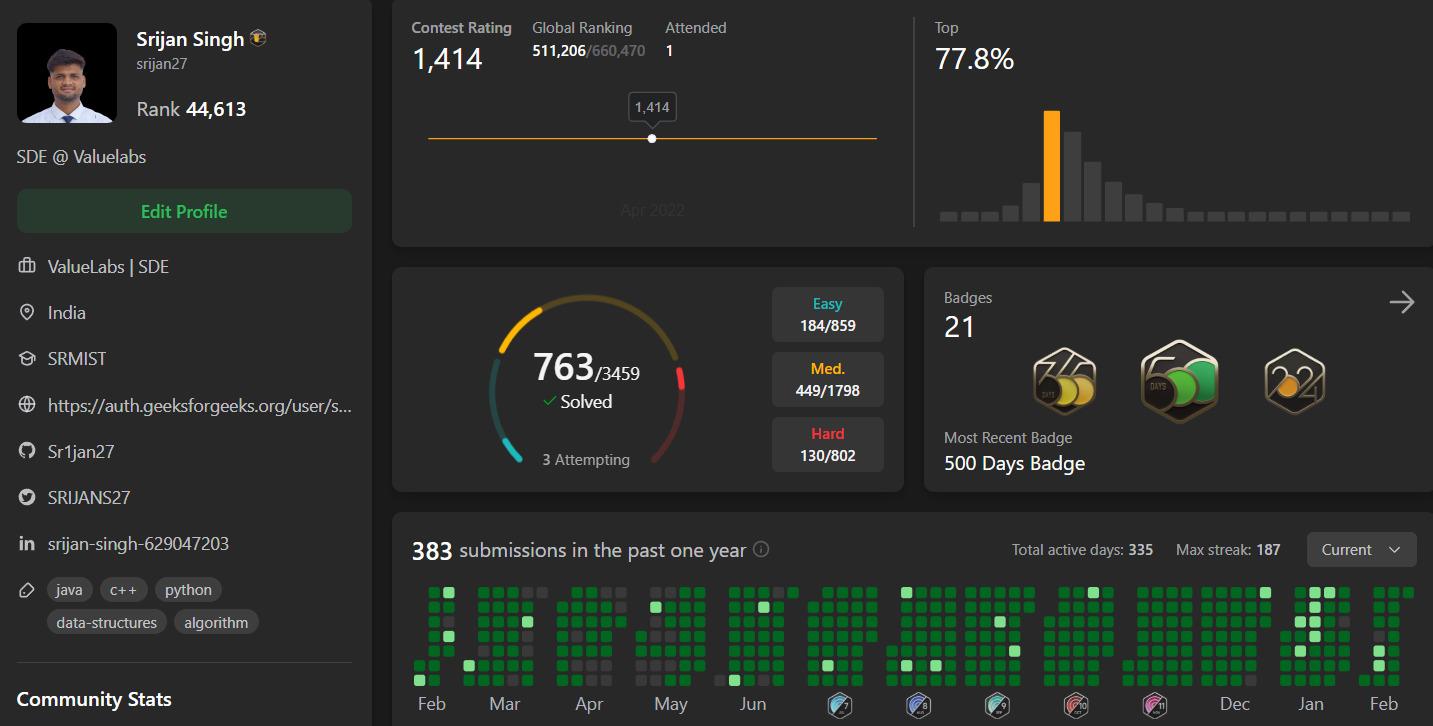 Srijan Singh
srijan27
Rank 44,613
SDE @ Valuelabs
Edit Profile
ValueLabs | SDE
India
SRMIST
https://auth.geeksforgeeks.org/user/s...
Sr1jan27
SRIJANS27
srijan-singh-629047203
java c++ python
data-structures algorithm
Community Stats
Contest Rating Global Ranking Attended
1,414 511,206/660,470 1
1,414
Apr 2022
Top
77.8%
763/3459
Solved
3 Attempting
Easy
184/859
Med.
449/1798
Hard
130/802
Badges
21
DAYS
DAYS
Most Recent Badge
500 Days Badge
383 submissions in the past one year
Total active days: 335 Max streak: 187 Current
Feb Mar Apr May Jun 7 8 9 10 11 Dec Jan Feb